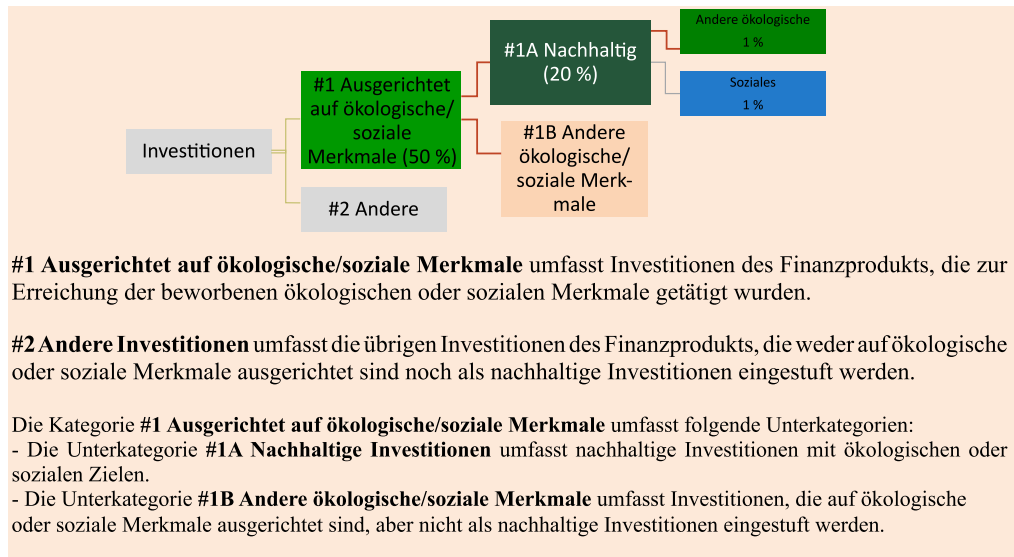 Investitionen
#1 Ausgerichtet
auf ökologische/
soziale
Merkmale (50 %)
#2 Andere
#1A Nachhaltig
(20 %)
#1B Andere
ökologische/
soziale Merk-
male
Andere ökologische
1 %
Soziales
1 %
#1 Ausgerichtet auf ökologische/soziale Merkmale umfasst Investitionen des Finanzprodukts, die zur
Erreichung der beworbenen ökologischen oder sozialen Merkmale getätigt wurden.
#2 Andere Investitionen umfasst die übrigen Investitionen des Finanzprodukts, die weder auf ökologische
oder soziale Merkmale ausgerichtet sind noch als nachhaltige Investitionen eingestuft werden.
Die Kategorie #1 Ausgerichtet auf ökologische/soziale Merkmale umfasst folgende Unterkategorien:
- Die Unterkategorie #1A Nachhaltige Investitionen umfasst nachhaltige Investitionen mit ökologischen oder
sozialen Zielen.
- Die Unterkategorie #1B Andere ökologische/soziale Merkmale umfasst Investitionen, die auf ökologische
oder soziale Merkmale ausgerichtet sind, aber nicht als nachhaltige Investitionen eingestuft werden.